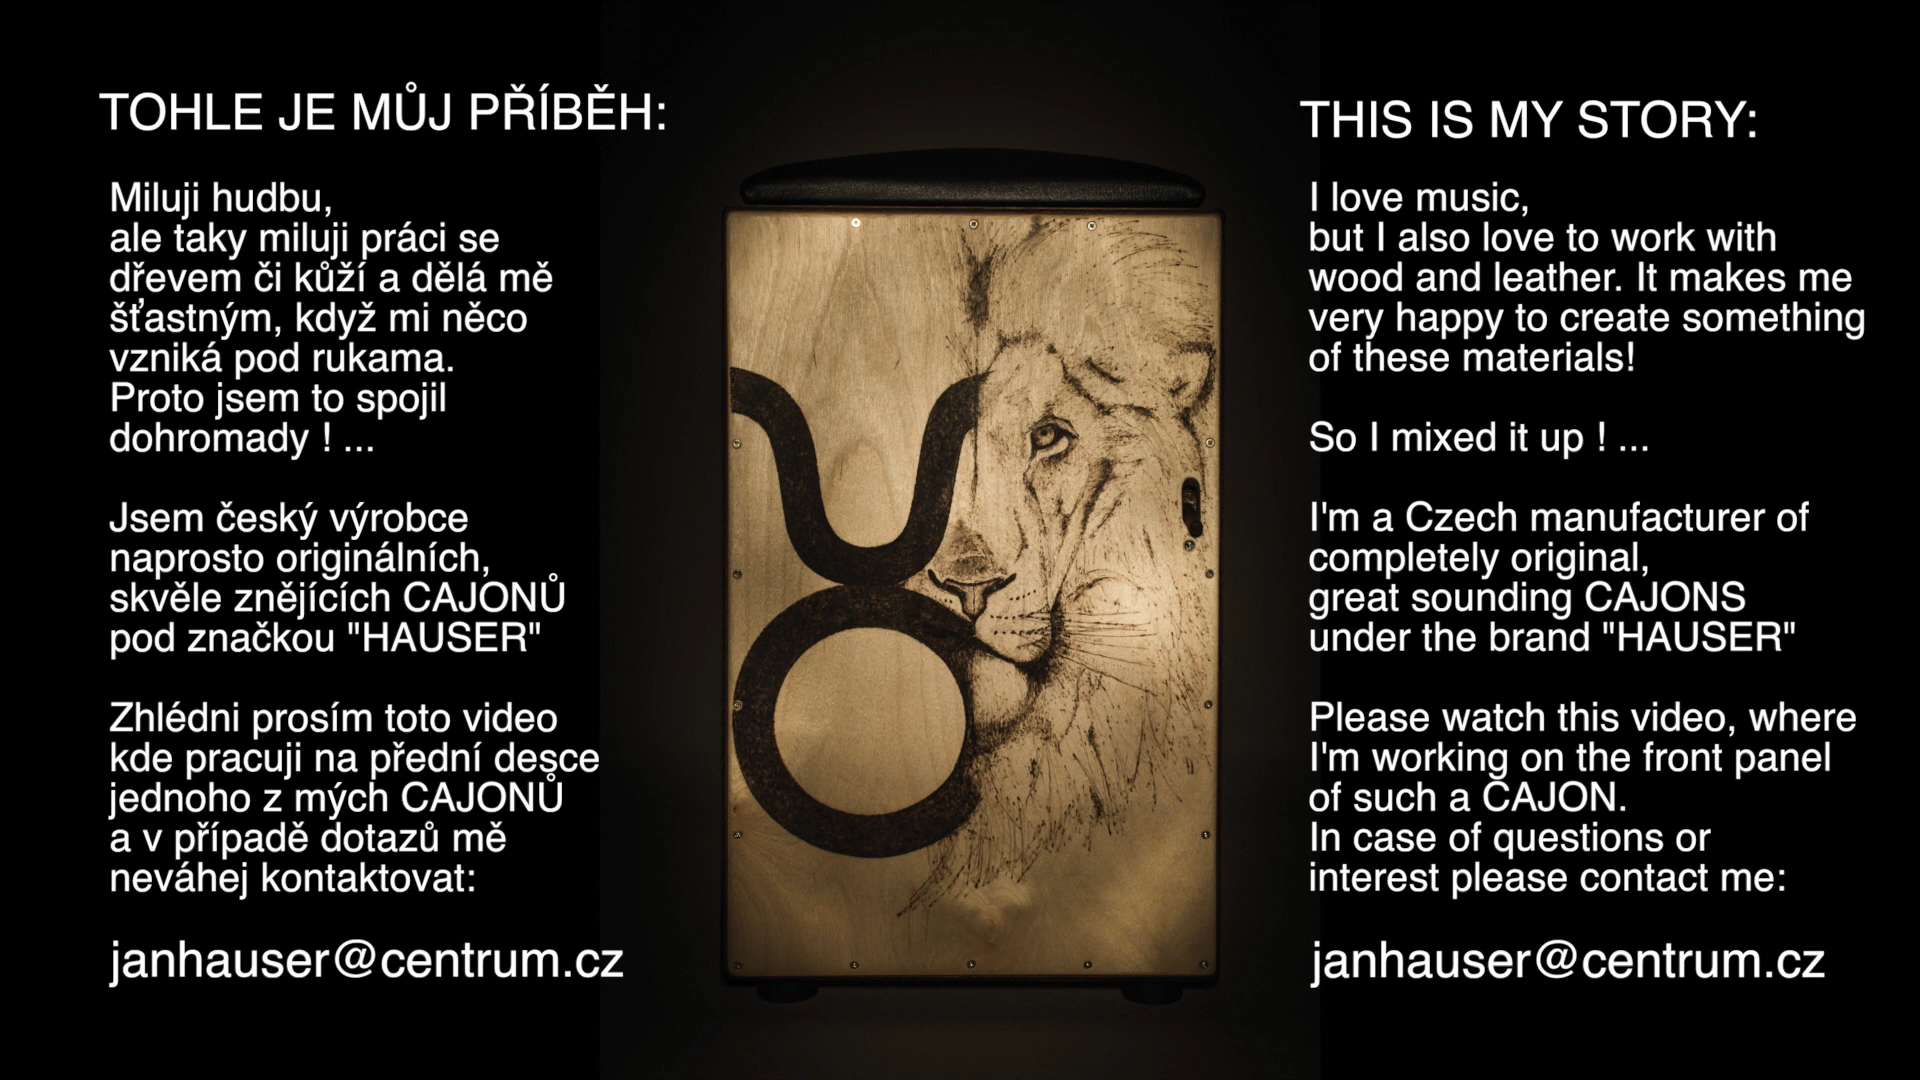 TOHLE JE MŮJ PŘÍBĚH:
Miluji hudbu,
ale taky miluji práci se
dřevem či kůží a dělá mě
šťastným, když mi něco
vzniká pod rukama.
Proto jsem to spojil
dohromady ! ...
Jsem český výrobce
naprosto originálních,
skvěle znějících CAJONŮ
pod značkou "HAUSER"
Zhlédni prosím toto video
kde pracuji na přední desce
jednoho z mých CAJONŮ
a v případě dotazů mě
neváhej kontaktovat:
janhauser@centrum.cz
THIS IS MY STORY:
I love music,
but I also love to work with
wood and leather. It makes me
very happy to create something
of these materials!
So I mixed it up ! ...
I'm a Czech manufacturer of
completely original,
great sounding CAJONS
under the brand "HAUSER"
Please watch this video, where
I'm working on the front panel
of such a CAJON.
In case of questions or
interest please contact me:
janhauser@centrum.cz